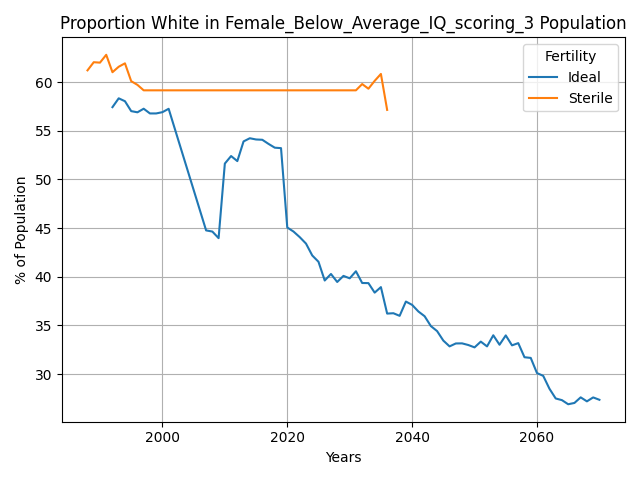 Proportion White in Female_Below_Average_IQ_scoring_3 Population
Fertility
Ideal
Sterile
60
55
50
45
40
35
30
% of Population
2000
2020
2040
2060
Years